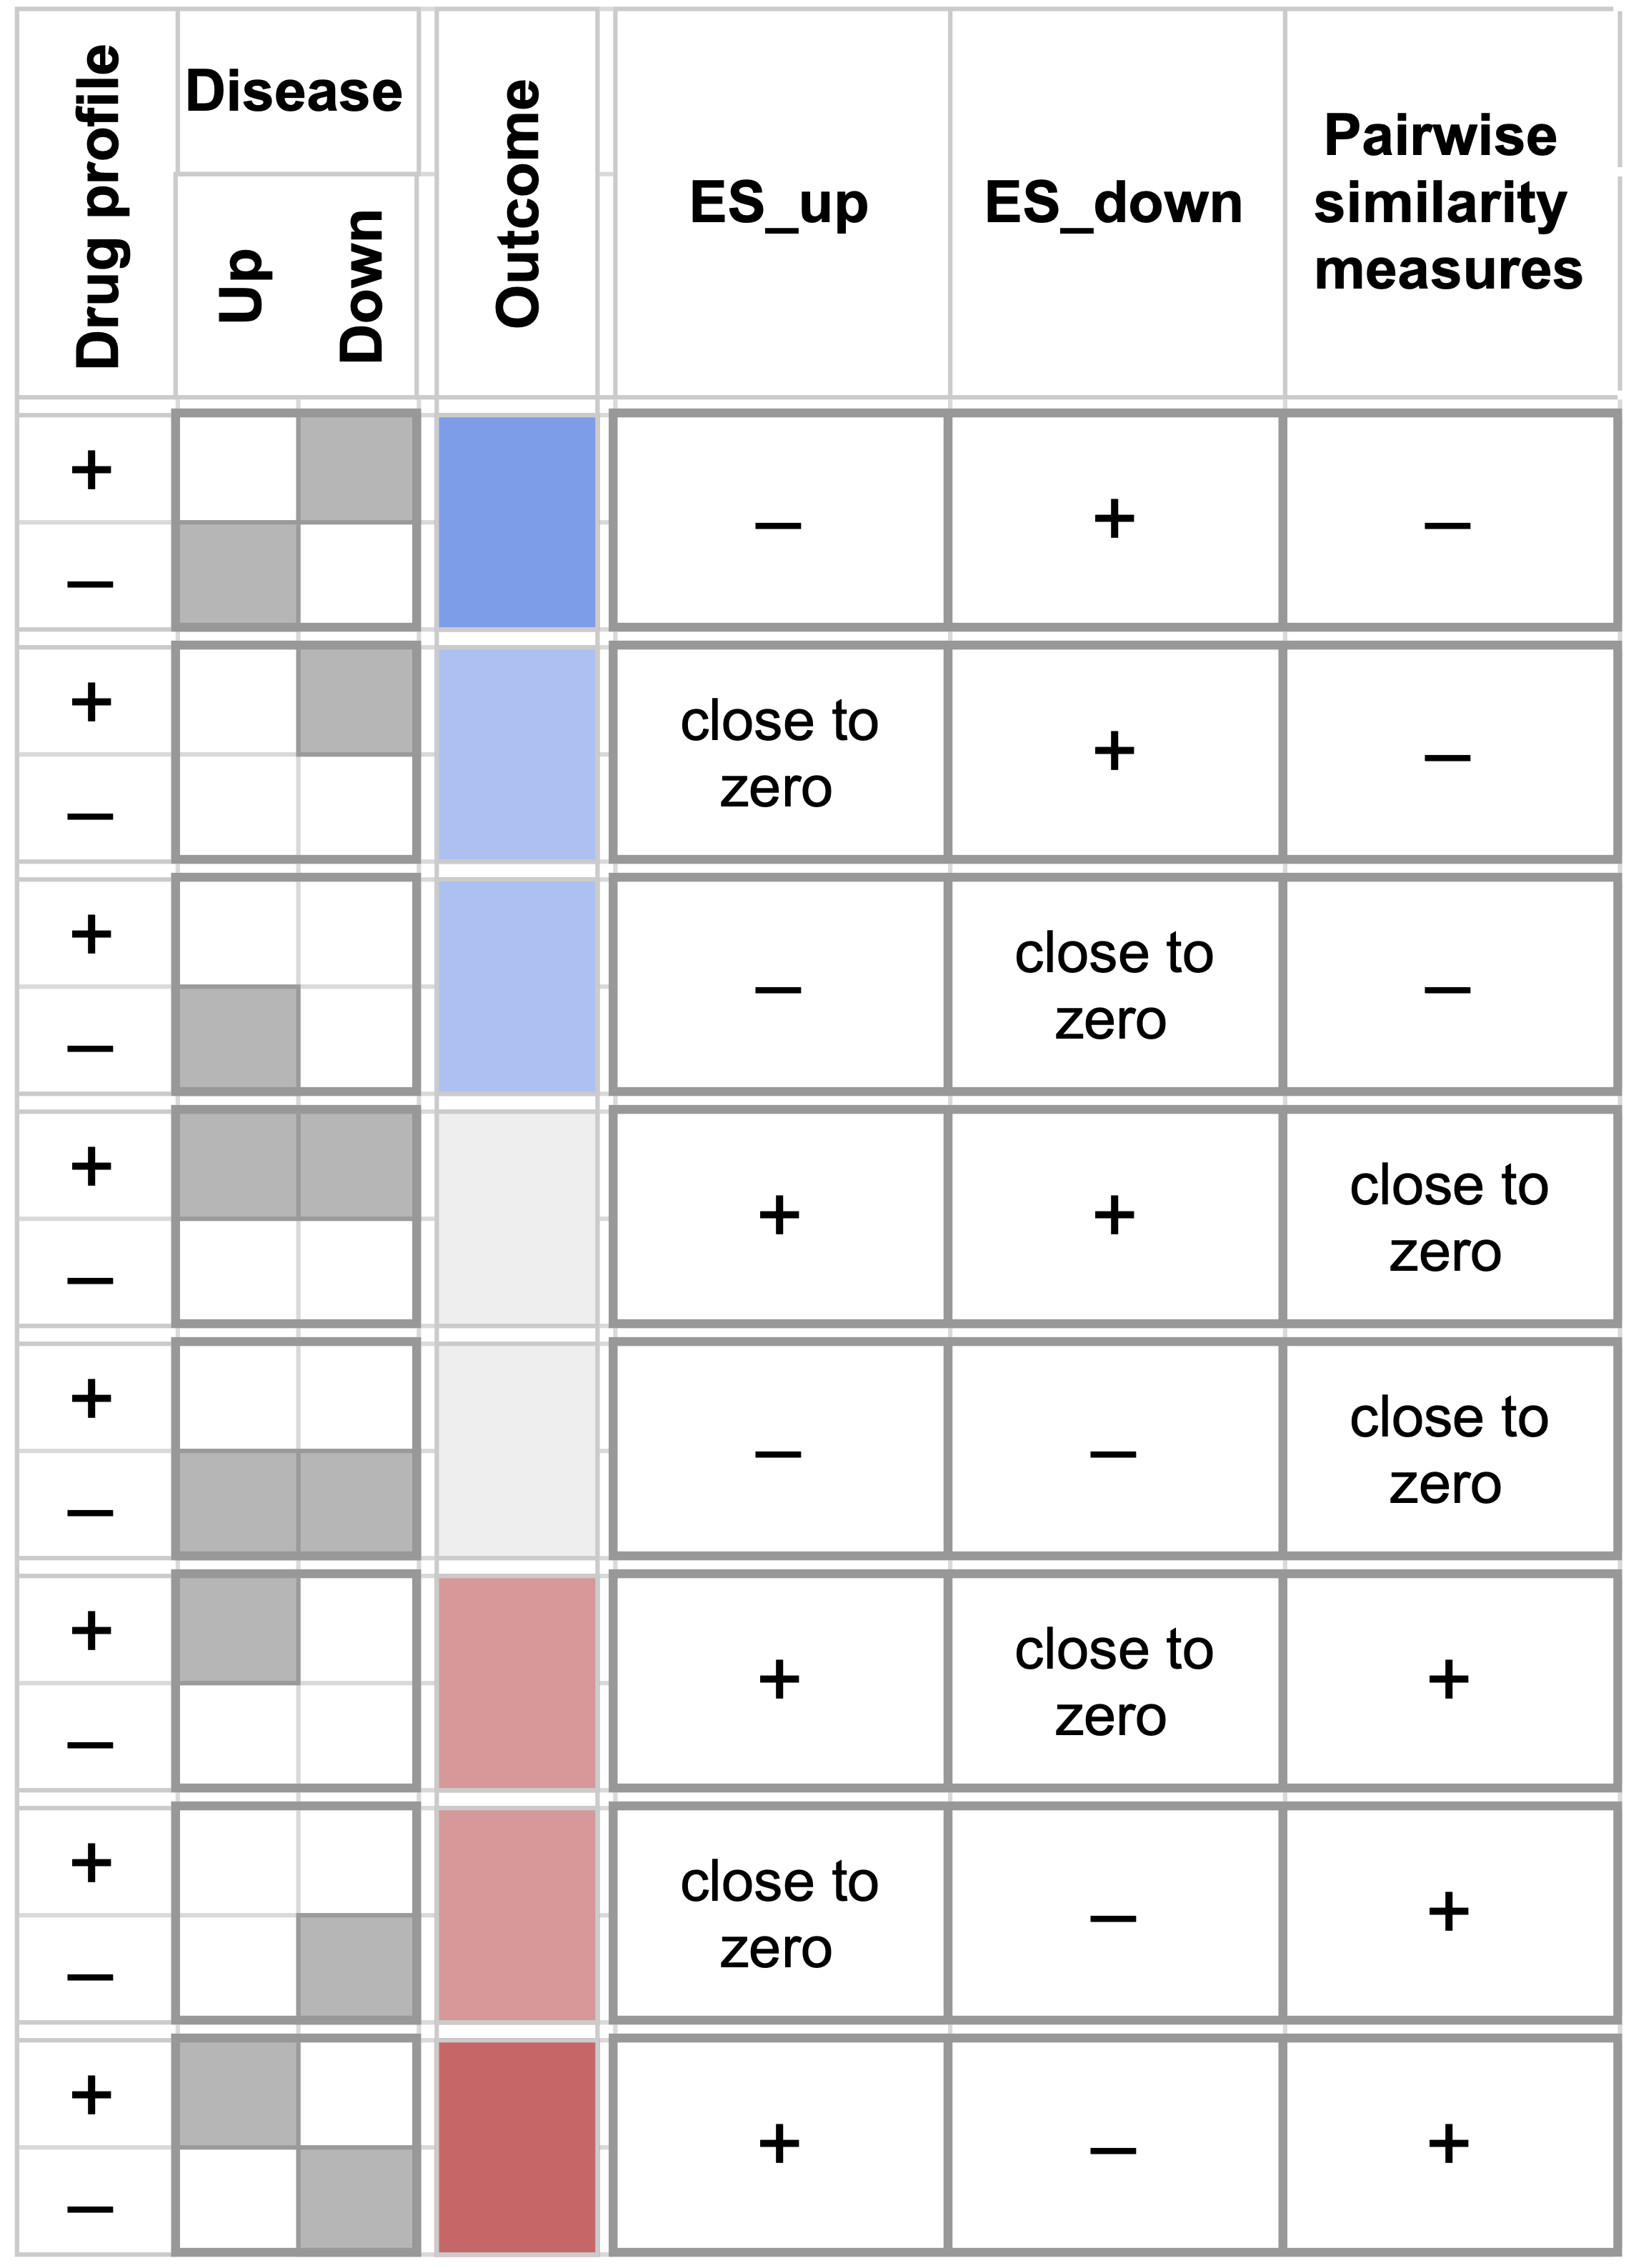 Drug profile
Disease
Up
Down
Outcome
ES_up
ES_down
Pairwise
similarity
measures
+
–
–
+
–
+
–
close to
zero
+
–
+
–
–
close to
zero
–
+
–
+
+
close to
zero
+
–
–
–
close to
zero
+
–
+
close to
zero
+
+
–
close to
zero
–
+
+
–
+
–
+